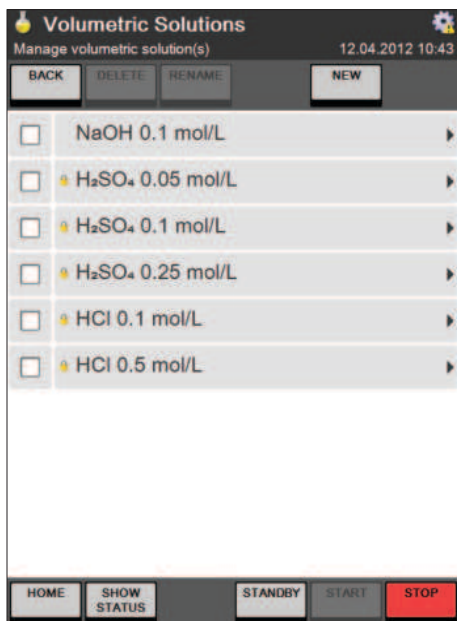 Volumetric Solutions
Manage volumetric solution(s) 12.04.2012 10:43
BACK DELETE RENAME NEW
NaOH 0.1 mol/L
H₂SO₄ 0.05 mol/L
H₂SO₄ 0.1 mol/L
H₂SO₄ 0.25 mol/L
HCl 0.1 mol/L
HCl 0.5 mol/L
HOME SHOW STATUS STANDBY START STOP